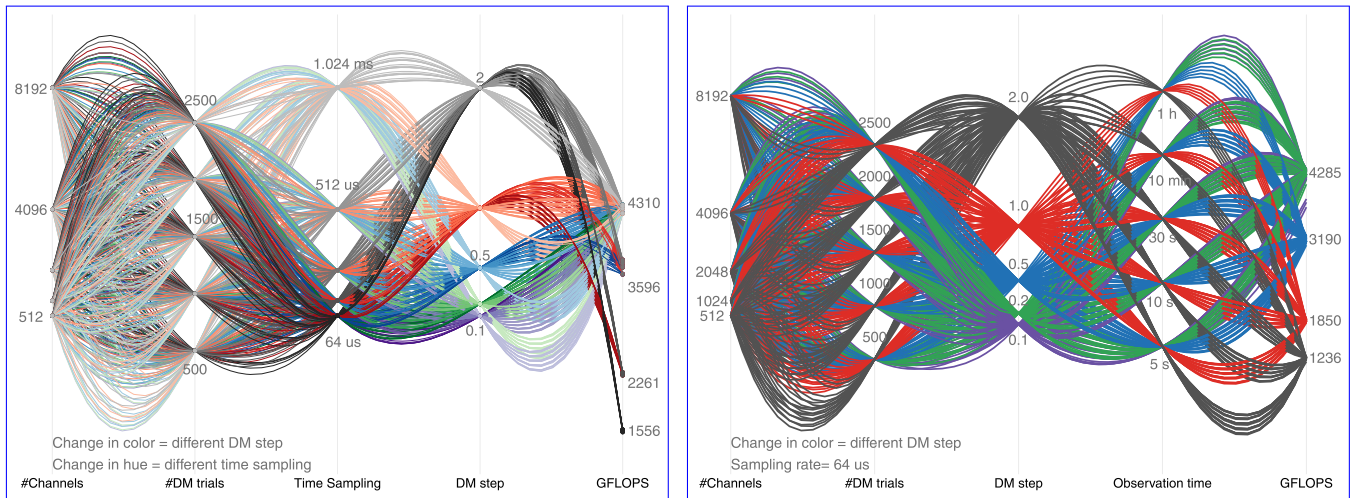 1.024 ms
2
8192
2500
512 us
4096
4310
1500
0.5
3596
512
64 us
0.1
500
2261
1556
Change in color = different DM step
Change in hue = different time sampling
#Channels #DM trials Time Sampling DM step GFLOPS
8192
2.0
1 h
2500
2000
10 min
4285
4096
1.0
1500
30 s
3190
2048
0.5
1024
1000
0.2
10 s
512
1850
500
0.1
5 s
1236
Change in color = different DM step
Sampling rate= 64 us
#Channels #DM trials DM step Observation time GFLOPS